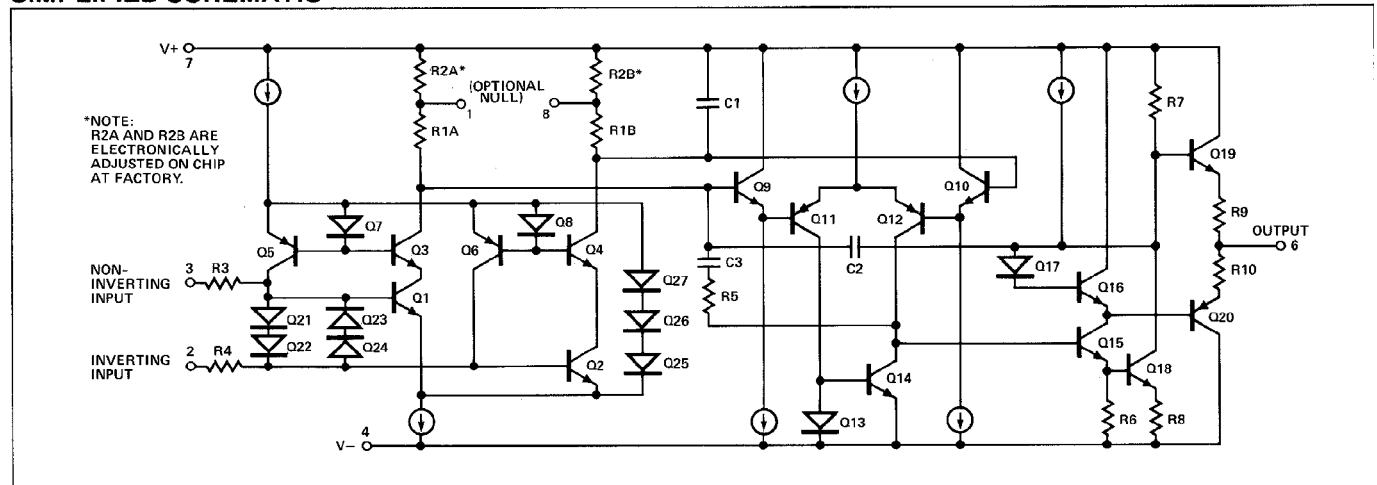 V+
7
R2A*
(OPTIONAL
NULL)
1
8
R2B*
C1
R7
*NOTE:
R2A AND R2B ARE
ELECTRONICALLY
ADJUSTED ON CHIP
AT FACTORY.
R1A
R1B
Q19
Q9
Q10
Q7
Q8
Q11
Q12
R9
Q5
Q3
Q6
Q4
OUTPUT
6
NON-
INVERTING
INPUT
3
R3
Q1
Q27
C3
C2
Q17
R10
Q21
Q23
R5
Q16
Q26
Q20
Q22
Q24
INVERTING
INPUT
2
R4
Q2
Q25
Q15
Q14
Q18
Q13
R6
R8
V-
4